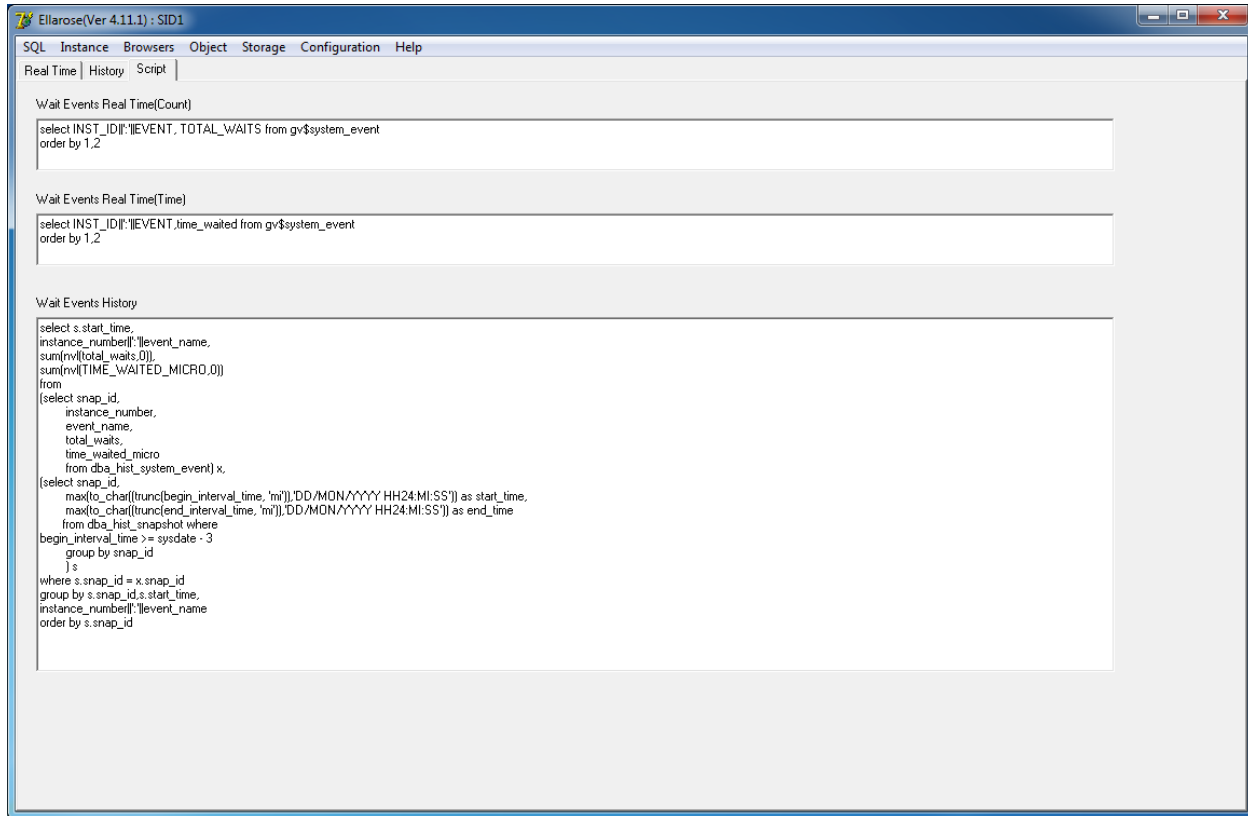 Ellarose(Ver 4.11.1) : SID1
SQL Instance Browsers Object Storage Configuration Help
Real Time History Script
Wait Events Real Time(Count)
select INST_ID||':'||EVENT, TOTAL_WAITS from gv$system_event
order by 1,2
Wait Events Real Time(Time)
select INST_ID||':'||EVENT,time_waited from gv$system_event
order by 1,2
Wait Events History
select s.start_time,
instance_number||':'||event_name,
sum(nvl(total_waits,0)),
sum(nvl(TIME_WAITED_MICRO,0))
from
(select snap_id,
instance_number,
event_name,
total_waits,
time_waited_micro
from dba_hist_system_event) x,
(select snap_id,
max(to_char((trunc(begin_interval_time, 'mi')),'DD/MON/YYYY HH24:MI:SS')) as start_time,
max(to_char((trunc(end_interval_time, 'mi')),'DD/MON/YYYY HH24:MI:SS')) as end_time
from dba_hist_snapshot where
begin_interval_time >= sysdate - 3
group by snap_id
) s
where s.snap_id = x.snap_id
group by s.snap_id,s.start_time,
instance_number||':'||event_name
order by s.snap_id